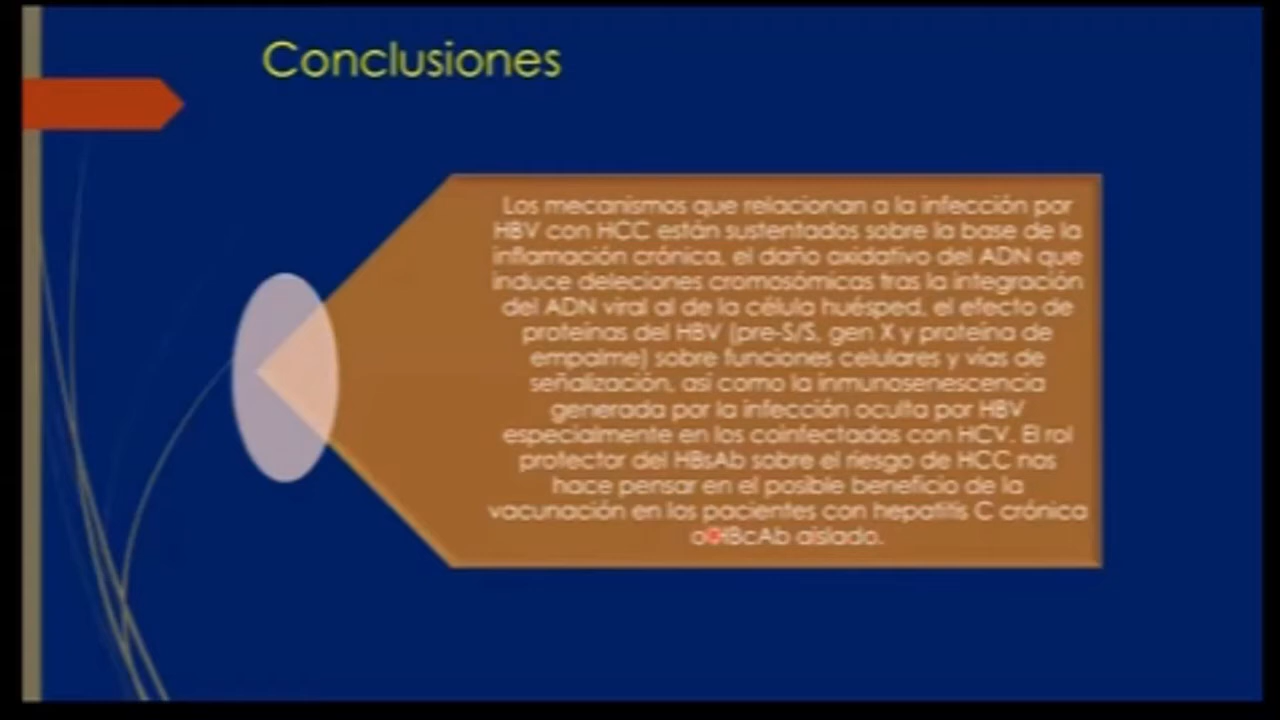 Conclusiones
Los mecanismos que relacionan a la infección por
HBV con HCC están sustentados sobre la base de la
inflamación crónica, el daño oxidativo del ADN que
induce deleciones cromosómicas tras la integración
del ADN viral al de la célula huésped, el efecto de
proteínas del HBV (pre-S/S, gen X y proteína de
empalme) sobre funciones celulares y vías de
señalización, así como la inmunosenescencia
generada por la infección oculta por HBV
especialmente en los coinfectados con HCV. El rol
protector del HBsAb sobre el riesgo de HCC nos
hace pensar en el posible beneficio de la
vacunación en los pacientes con hepatitis C crónica
o HBcAb aislado.